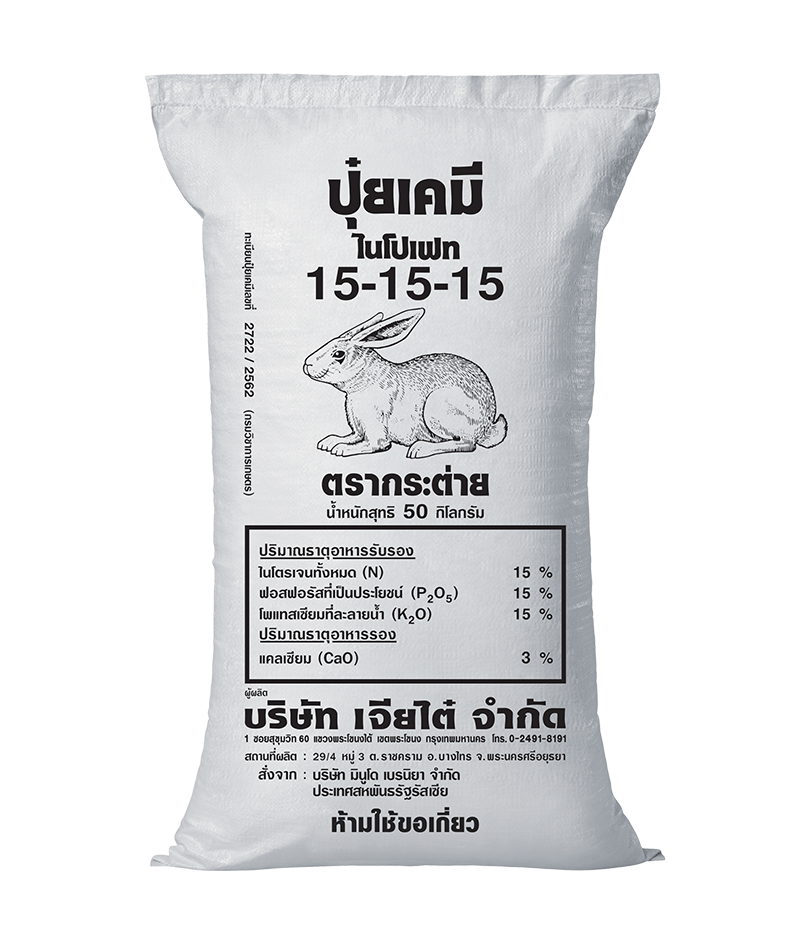 ปุ๋ยเคมี
ไนโปเฟท
15-15-15
ทะเบียนปุ๋ยเคมีเลขที่ 2722 / 2562 (กรมวิชาการเกษตร)
ตรากระต่าย
น้ำหนักสุทธิ 50 กิโลกรัม
ปริมาณธาตุอาหารรับรอง
ไนโตรเจนทั้งหมด (N) 15 %
ฟอสฟอรัสที่เป็นประโยชน์ (P₂O₅) 15 %
โพแทสเซียมที่ละลายน้ำ (K₂O) 15 %
ปริมาณธาตุอาหารรอง
แคลเซียม (CaO) 3 %
ผู้ผลิต
บริษัท เจียไต๋ จำกัด
1 ซอยสุขุมวิท 60 แขวงพระโขนงใต้ เขตพระโขนง กรุงเทพมหานคร โทร. 0-2491-8191
สถานที่ผลิต : 29/4 หมู่ 3 ต.ราชคราม อ.บางไทร จ.พระนครศรีอยุธยา
สั่งจาก : บริษัท มินูโด เบรนิยา จำกัด
ประเทศสหพันธรัฐรัสเซีย
ห้ามใช้ขอเกี่ยว